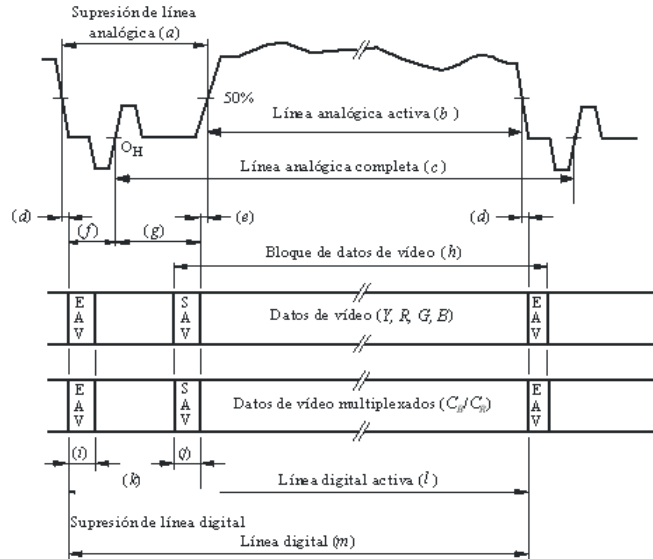 Supresión de línea
analógica (a)
50%
Línea analógica activa (b)
O_H
Línea analógica completa (c)
(d)
(e)
(d)
(f)
(g)
Bloque de datos de vídeo (h)
E
A
V
S
A
V
Datos de vídeo (Y, R, G, B)
E
A
V
E
A
V
S
A
V
Datos de vídeo multiplexados (C_B/C_R)
E
A
V
(i)
(j)
(k)
Línea digital activa (l)
Supresión de línea digital
Línea digital (m)